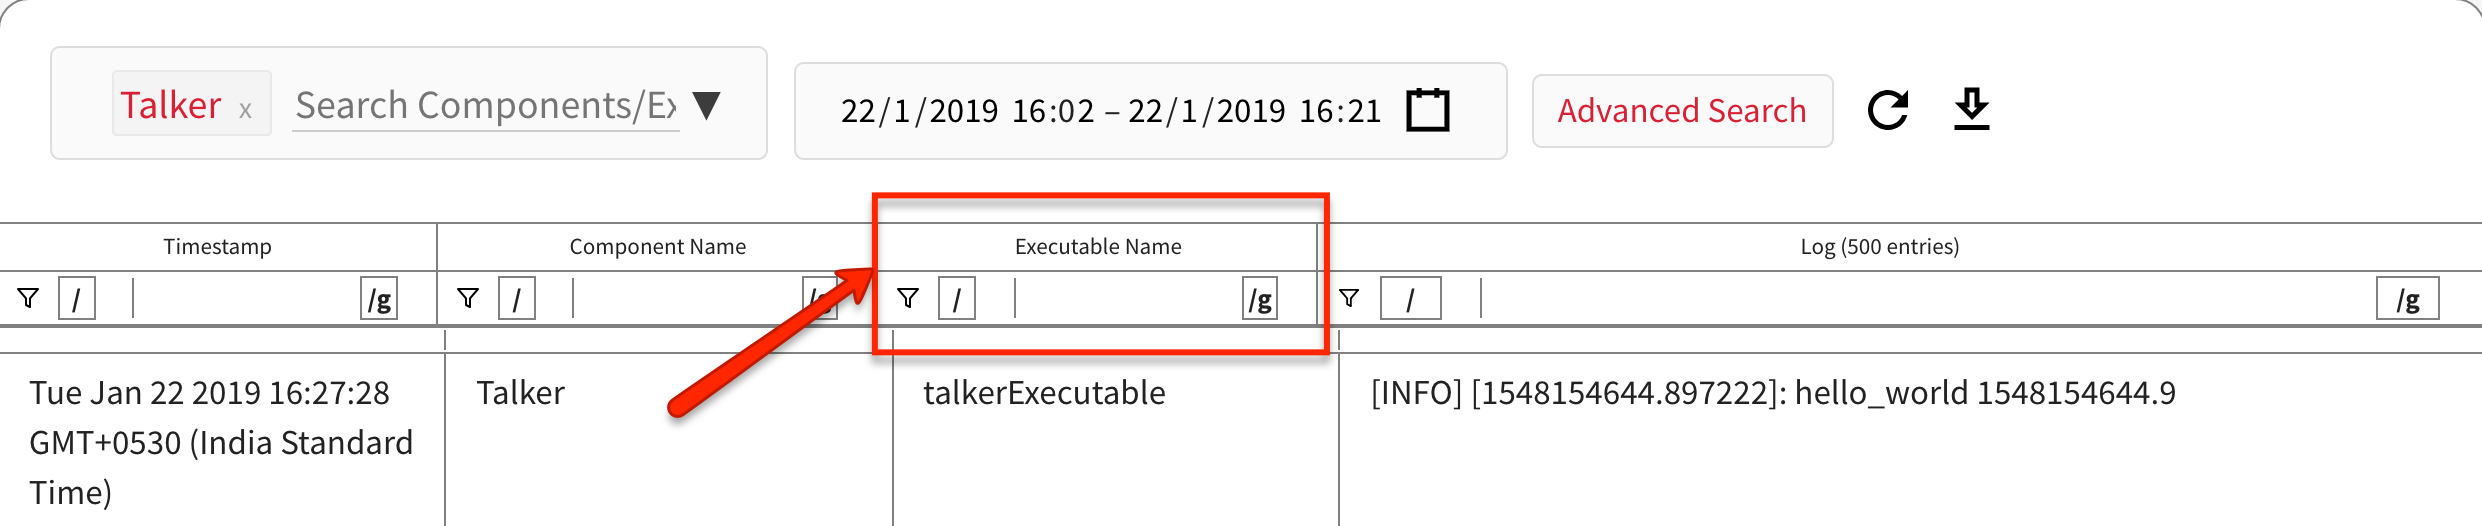 Talker x Search Components/Ex 22/1/2019 16:02 – 22/1/2019 16:21 Advanced Search
Timestamp Component Name Executable Name Log (500 entries)
/ /g / /g / /g / /g
Tue Jan 22 2019 16:27:28 Talker talkerExecutable [INFO] [1548154644.897222]: hello_world 1548154644.9
GMT+0530 (India Standard
Time)